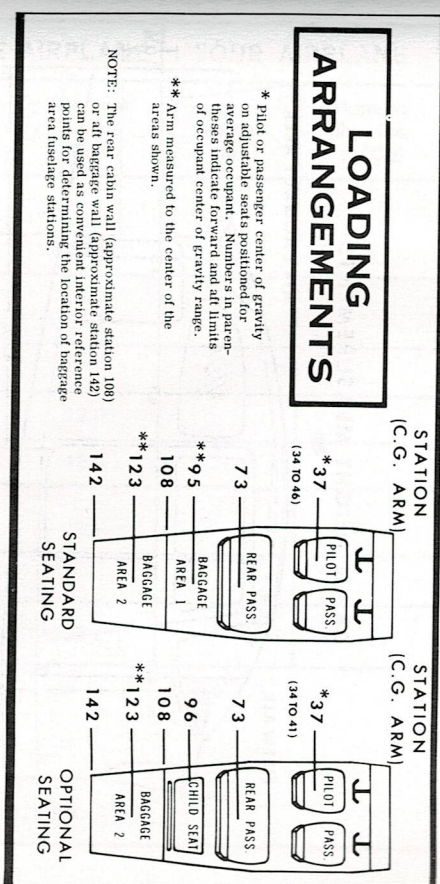 LOADING
ARRANGEMENTS
* Pilot or passenger center of gravity
on adjustable seats positioned for
average occupant. Numbers in paren-
theses indicate forward and aft limits
of occupant center of gravity range.
** Arm measured to the center of the
areas shown.
NOTE: The rear cabin wall (approximate station 108)
or aft baggage wall (approximate station 142)
can be used as convenient interior reference
points for determining the location of baggage
area fuselage stations.
STATION
(C.G. ARM)
*37
(34 TO 46)
73
**95
108
**123
142
PILOT
PASS.
REAR PASS.
BAGGAGE
AREA 1
BAGGAGE
AREA 2
STANDARD
SEATING
STATION
(C.G. ARM)
*37
(34 TO 41)
73
96
108
**123
142
PILOT
PASS.
REAR PASS.
CHILD SEAT
BAGGAGE
AREA 2
OPTIONAL
SEATING